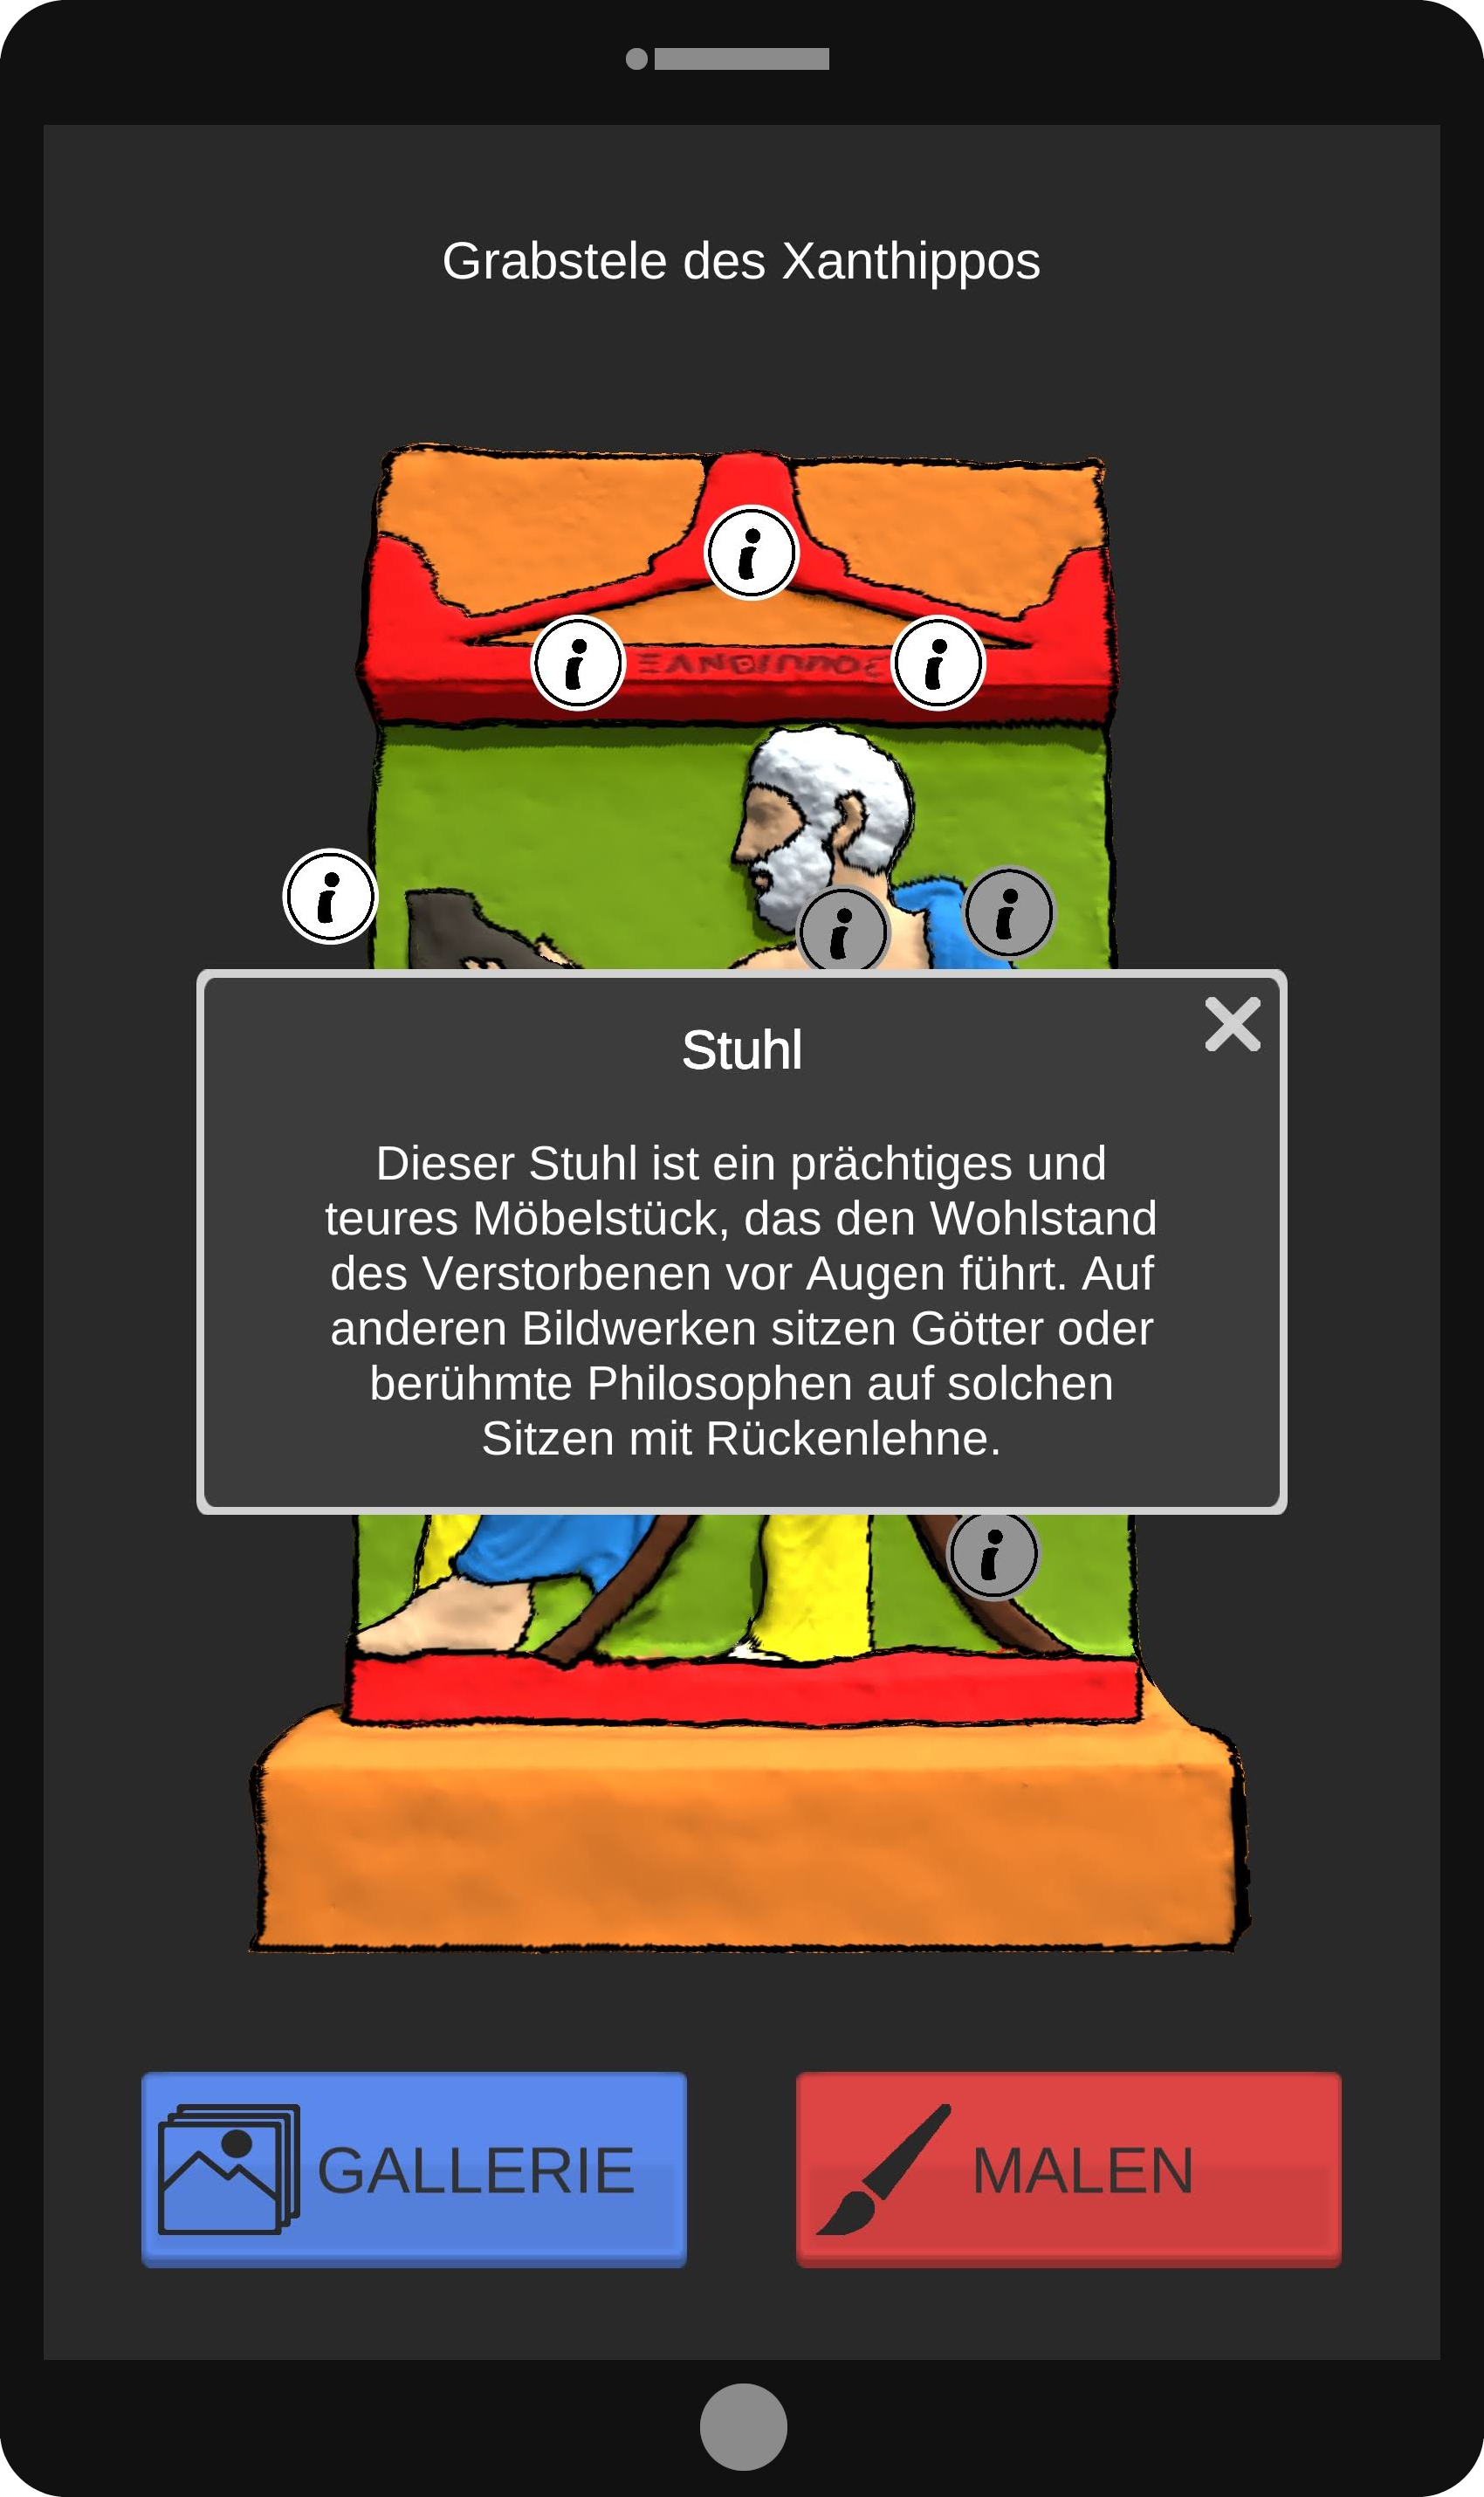 Grabstele des Xanthippos
ΞΑΝΘΙΠΠΟΣ
Stuhl
Dieser Stuhl ist ein prächtiges und
teures Möbelstück, das den Wohlstand
des Verstorbenen vor Augen führt. Auf
anderen Bildwerken sitzen Götter oder
berühmte Philosophen auf solchen
Sitzen mit Rückenlehne.
GALLERIE
MALEN